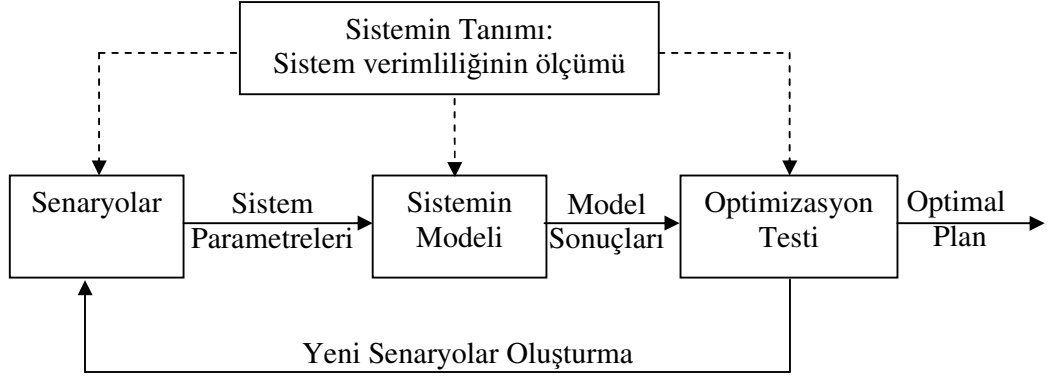 Sistemin Tanımı:
Sistem verimliliğinin ölçümü
Senaryolar
Sistem
Parametreleri
Sistemin
Modeli
Model
Sonuçları
Optimizasyon
Testi
Optimal
Plan
Yeni Senaryolar Oluşturma